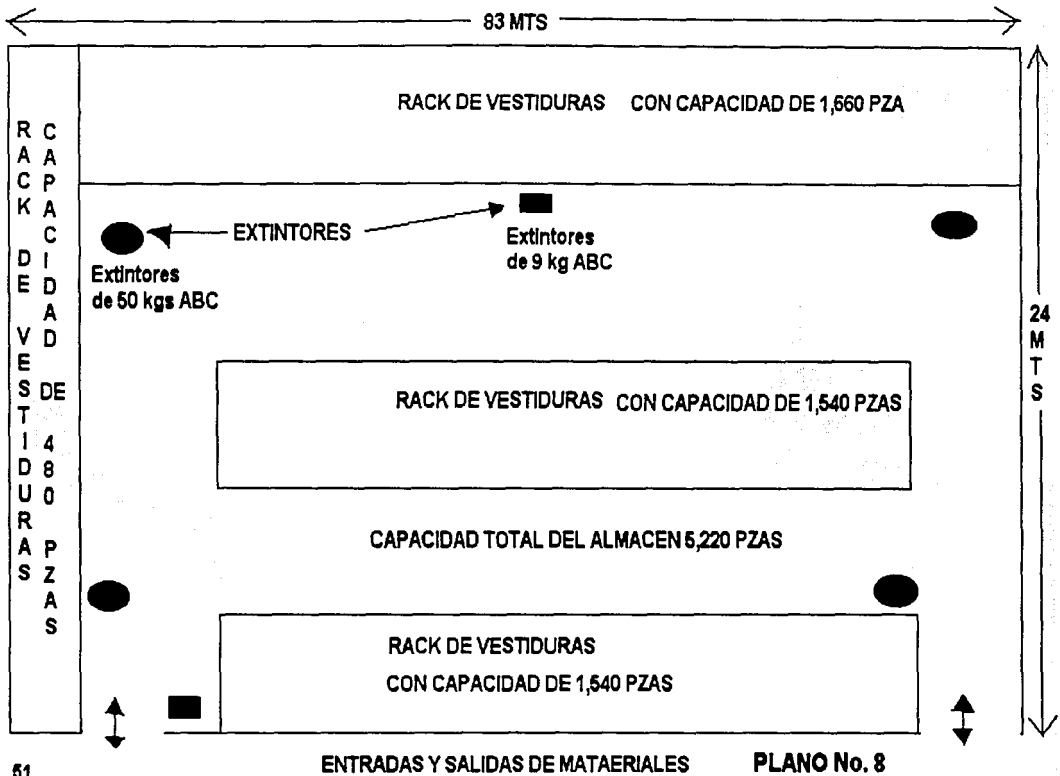 83 MTS
RACK DE VESTIDURAS CON CAPACIDAD DE 1,660 PZA
RACK DE VESTIDURAS
CAPACIDAD DE 480 PZAS
EXTINTORES
Extintores
de 9 kg ABC
Extintores
de 50 kgs ABC
24 MTS
RACK DE VESTIDURAS CON CAPACIDAD DE 1,540 PZAS
CAPACIDAD TOTAL DEL ALMACEN 5,220 PZAS
RACK DE VESTIDURAS
CON CAPACIDAD DE 1,540 PZAS
51
ENTRADAS Y SALIDAS DE MATAERIALES
PLANO No. 8